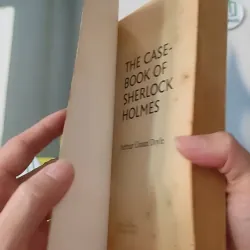 THE CASE-
BOOK OF
SHERLOCK
HOLMES
Arthur Conan Doyle